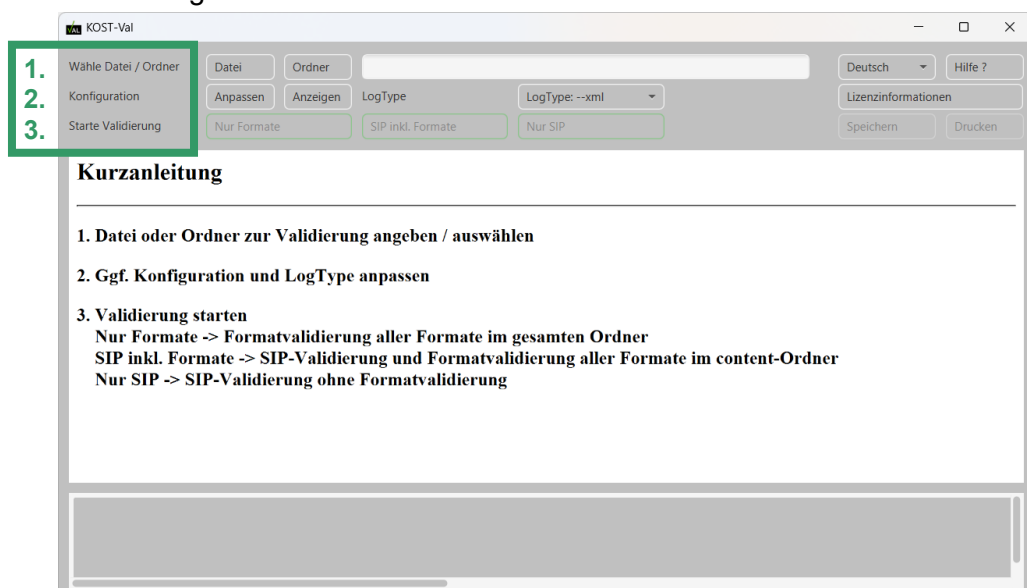 KOST-Val
1. Wähle Datei / Ordner Datei Ordner Deutsch Hilfe ?
2. Konfiguration Anpassen Anzeigen LogType LogType: --xml Lizenzinformationen
3. Starte Validierung Nur Formate SIP inkl. Formate Nur SIP Speichern Drucken
Kurzanleitung
1. Datei oder Ordner zur Validierung angeben / auswählen
2. Ggf. Konfiguration und LogType anpassen
3. Validierung starten
Nur Formate -> Formatvalidierung aller Formate im gesamten Ordner
SIP inkl. Formate -> SIP-Validierung und Formatvalidierung aller Formate im content-Ordner
Nur SIP -> SIP-Validierung ohne Formatvalidierung